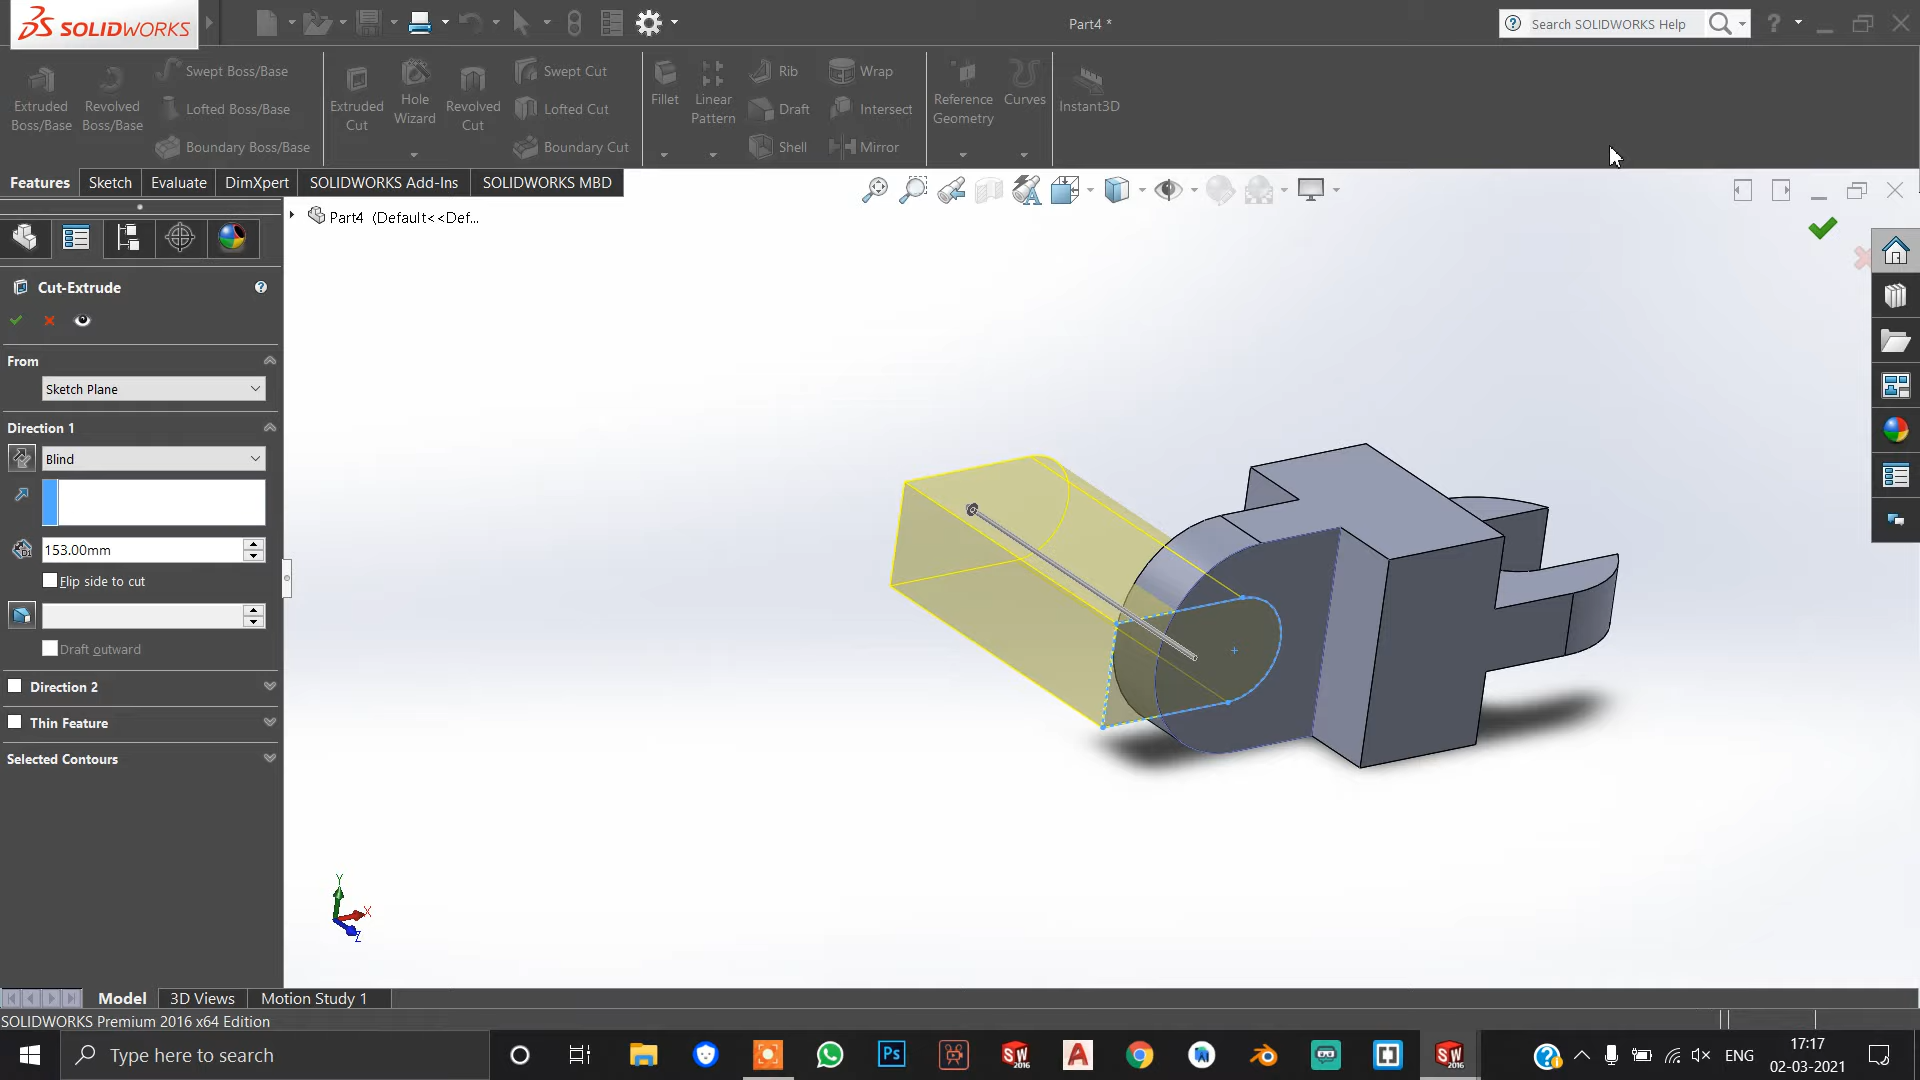 SOLIDWORKS
Part4 *
Search SOLIDWORKS Help
Extruded Boss/Base
Revolved Boss/Base
Swept Boss/Base
Lofted Boss/Base
Boundary Boss/Base
Extruded Cut
Hole Wizard
Revolved Cut
Swept Cut
Lofted Cut
Boundary Cut
Fillet
Linear Pattern
Rib
Draft
Shell
Wrap
Intersect
Mirror
Reference Geometry
Curves
Instant3D
Features
Sketch
Evaluate
DimXpert
SOLIDWORKS Add-Ins
SOLIDWORKS MBD
Part4 (Default<<Def...
Cut-Extrude
From
Sketch Plane
Direction 1
Blind
153.00mm
Flip side to cut
Draft outward
Direction 2
Thin Feature
Selected Contours
Y
X
Z
Model
3D Views
Motion Study 1
SOLIDWORKS Premium 2016 x64 Edition
Type here to search
Ps
SW 2016
A
SW 2016
ENG
17:17
02-03-2021